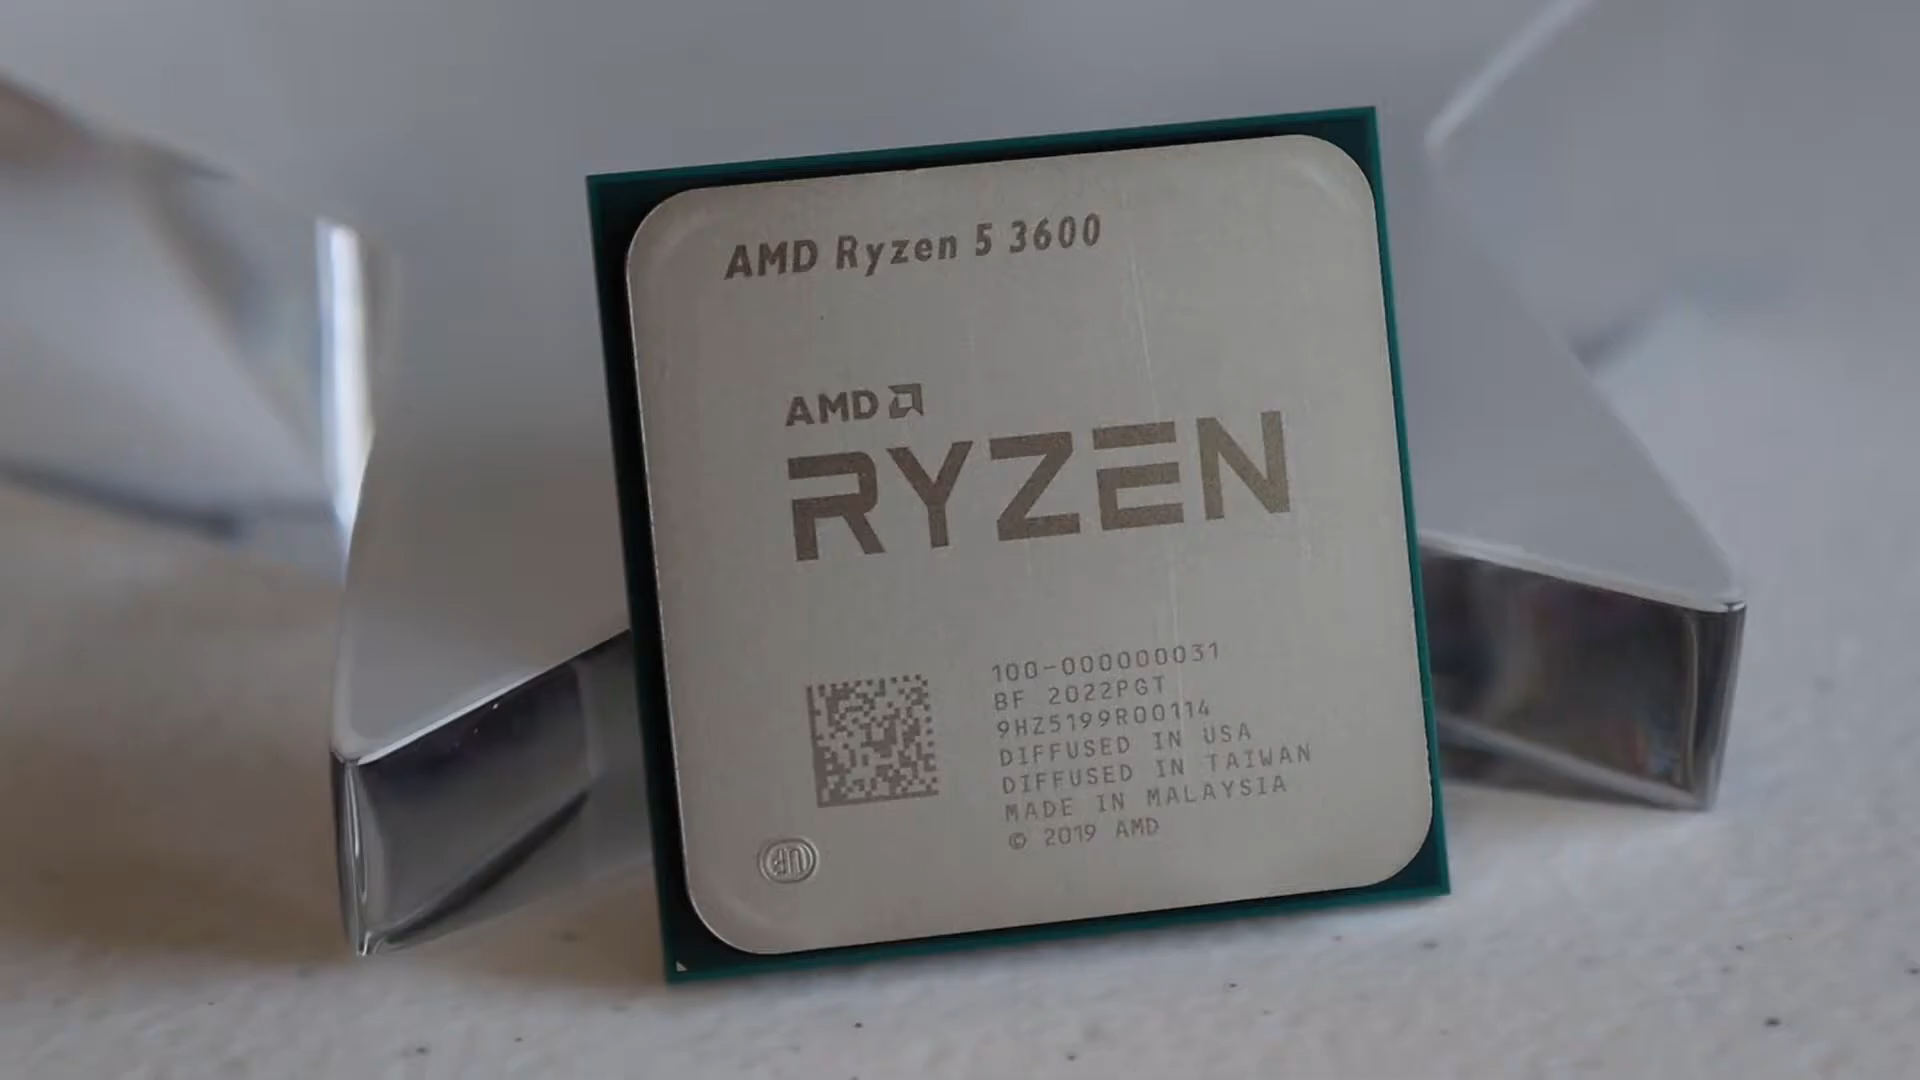 AMD Ryzen 5 3600
AMD
RYZEN
100-000000031
BF 2022PGT
9HZ5199R00114
DIFFUSED IN USA
DIFFUSED IN TAIWAN
MADE IN MALAYSIA
© 2019 AMD